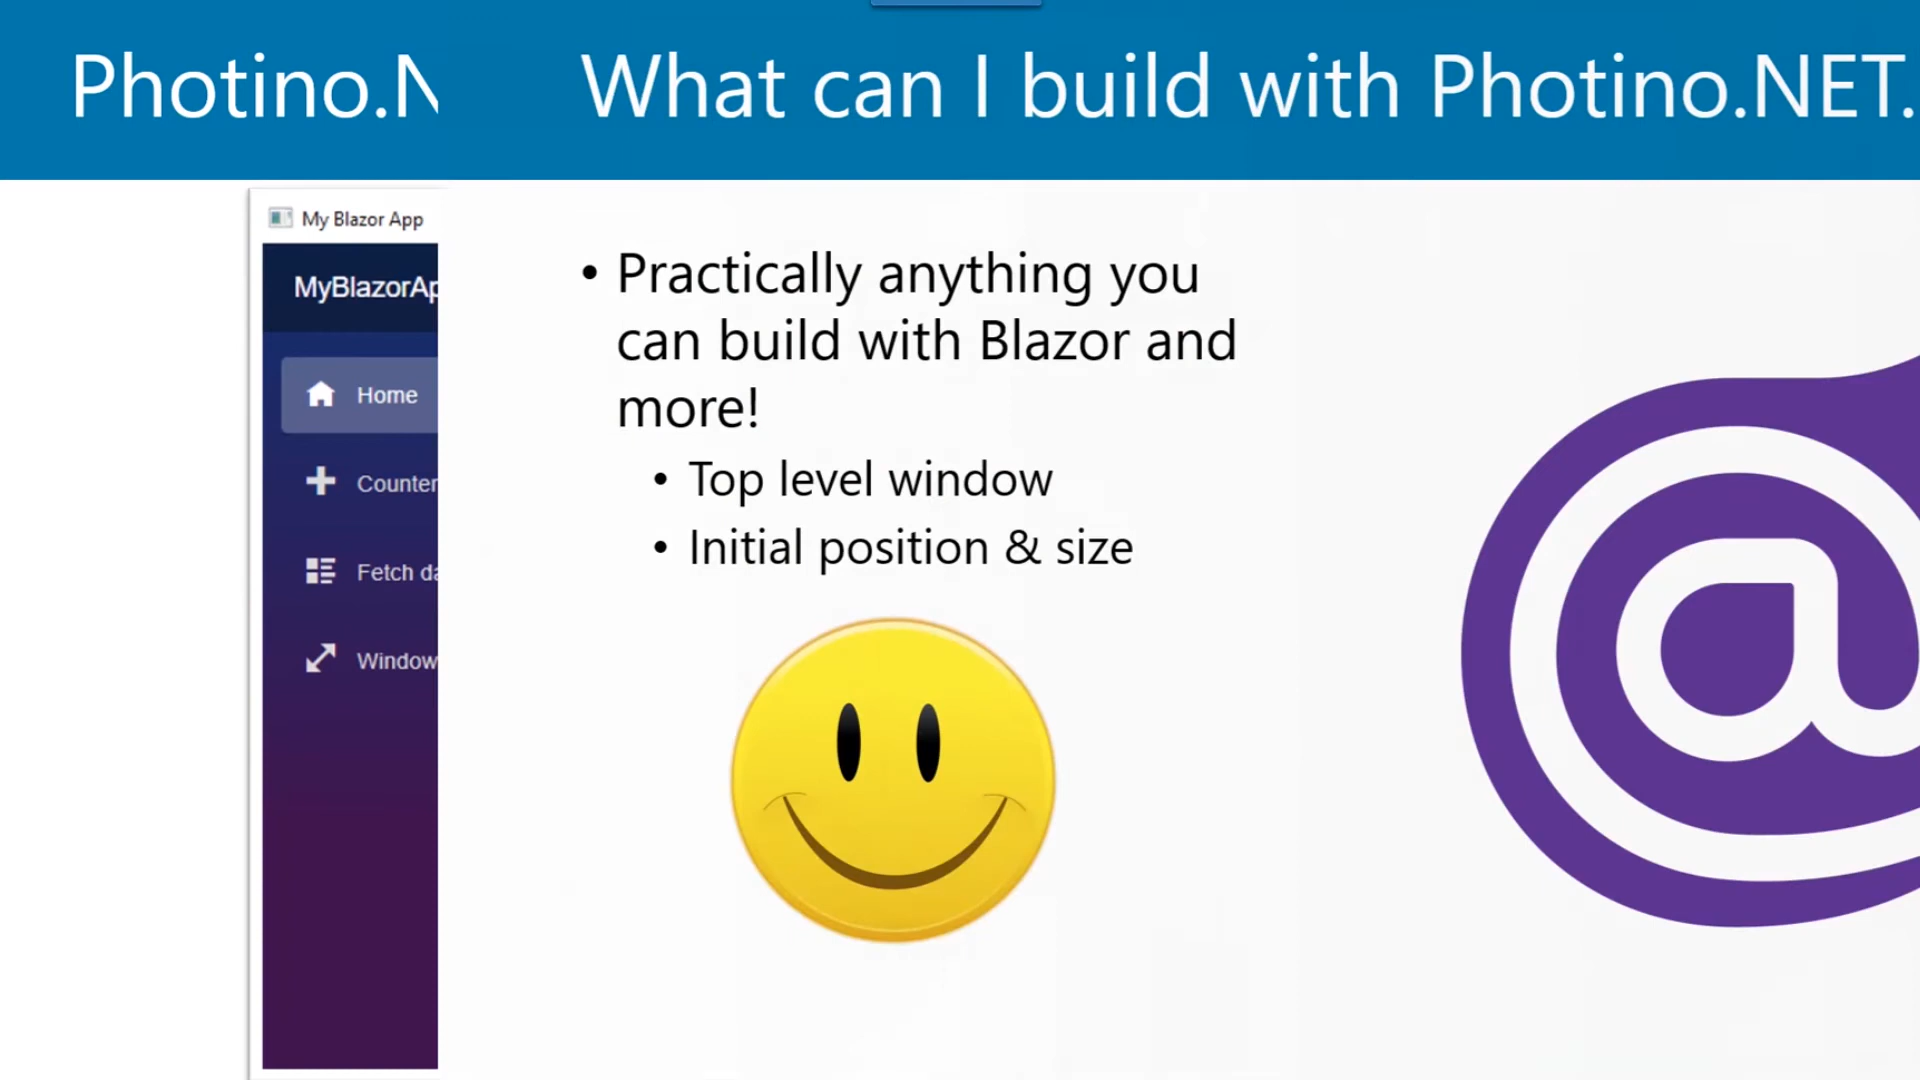 Photino.N
What can I build with Photino.NET.
My Blazor App
MyBlazorAp
Home
Counter
Fetch da
Window
• Practically anything you
can build with Blazor and
more!
• Top level window
• Initial position & size